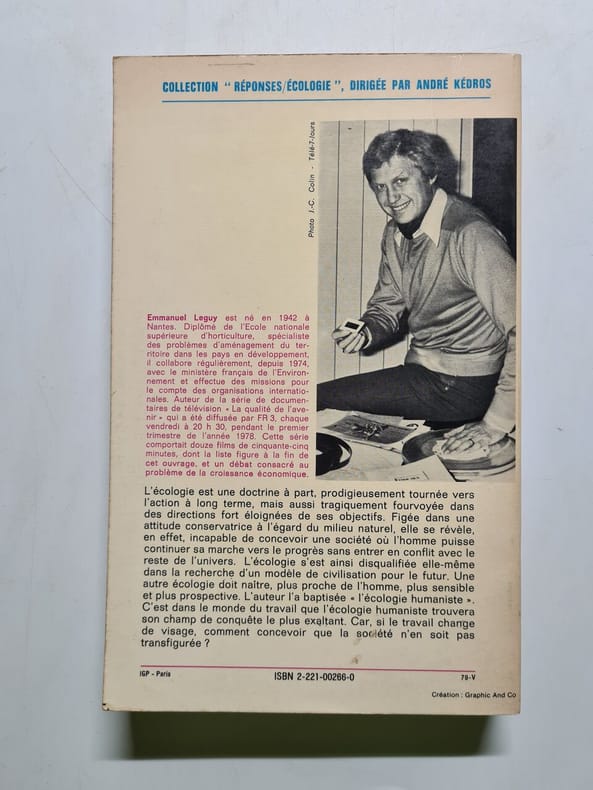 COLLECTION " RÉPONSES/ÉCOLOGIE ", DIRIGÉE PAR ANDRÉ KÉDROS
Photo J.-C. Colin - Télé-7-Jours
Emmanuel Leguy est né en 1942 à
Nantes. Diplômé de l'Ecole nationale
supérieure d'horticulture, spécialiste
des problèmes d'aménagement du ter-
ritoire dans les pays en développement,
il collabore régulièrement, depuis 1974,
avec le ministère français de l'Environ-
nement et effectue des missions pour
le compte des organisations internatio-
nales. Auteur de la série de documen-
taires de télévision « La qualité de l'ave-
nir » qui a été diffusée par FR 3, chaque
vendredi à 20 h 30, pendant le premier
trimestre de l'année 1978. Cette série
comportait douze films de cinquante-cinq
minutes, dont la liste figure à la fin de
cet ouvrage, et un débat consacré au
problème de la croissance économique.
L'écologie est une doctrine à part, prodigieusement tournée vers
l'action à long terme, mais aussi tragiquement fourvoyée dans
des directions fort éloignées de ses objectifs. Figée dans une
attitude conservatrice à l'égard du milieu naturel, elle se révèle,
en effet, incapable de concevoir une société où l'homme puisse
continuer sa marche vers le progrès sans entrer en conflit avec le
reste de l'univers. L'écologie s'est ainsi disqualifiée elle-même
dans la recherche d'un modèle de civilisation pour le futur. Une
autre écologie doit naître, plus proche de l'homme, plus sensible
et plus prospective. L'auteur l'a baptisée « l'écologie humaniste ».
C'est dans le monde du travail que l'écologie humaniste trouvera
son champ de conquête le plus exaltant. Car, si le travail change
de visage, comment concevoir que la société n'en soit pas
transfigurée ?
IGP - Paris
ISBN 2-221-00266-0
79-V
Création : Graphic And Co